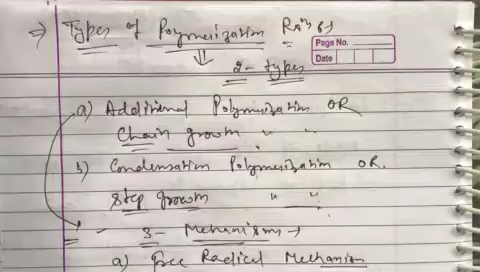 ⇒ Types of Polymerization Rxⁿs :-
Page No.
Date
⇓
2- types
a) Additional Polymerization OR
Chain growth " "
b) Condensation Polymerization OR.
Step growth " "
3- Mechanisms →
a) Free Radical Mechanism